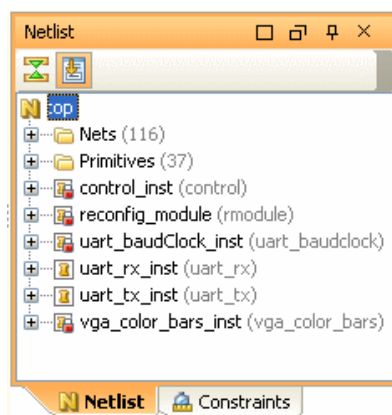 Netlist
top
Nets (116)
Primitives (37)
control_inst (control)
reconfig_module (rmodule)
uart_baudClock_inst (uart_baudclock)
uart_rx_inst (uart_rx)
uart_tx_inst (uart_tx)
vga_color_bars_inst (vga_color_bars)
Netlist Constraints